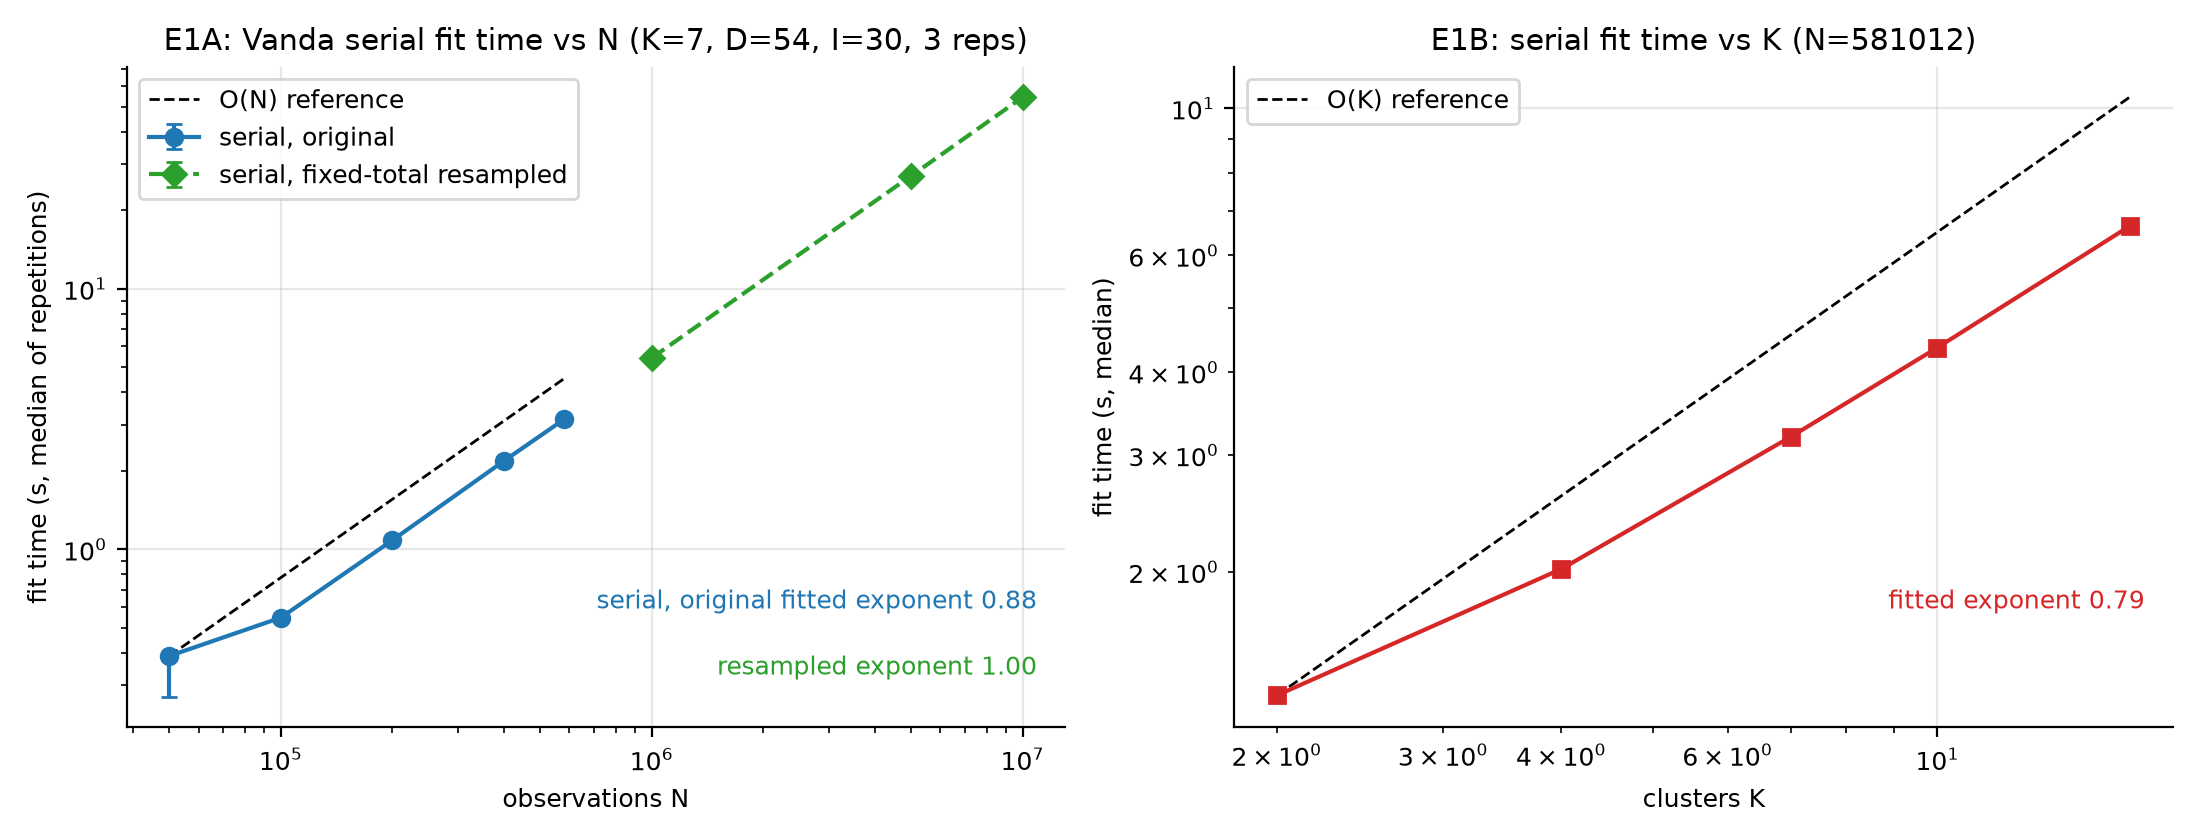 E1A: Vanda serial fit time vs N (K=7, D=54, I=30, 3 reps)
O(N) reference
serial, original
serial, fixed-total resampled
fit time (s, median of repetitions)
10¹
10⁰
serial, original fitted exponent 0.88
resampled exponent 1.00
10⁵
10⁶
10⁷
observations N
E1B: serial fit time vs K (N=581012)
O(K) reference
fit time (s, median)
10¹
6 × 10⁰
4 × 10⁰
3 × 10⁰
2 × 10⁰
fitted exponent 0.79
2 × 10⁰
3 × 10⁰
4 × 10⁰
6 × 10⁰
10¹
clusters K